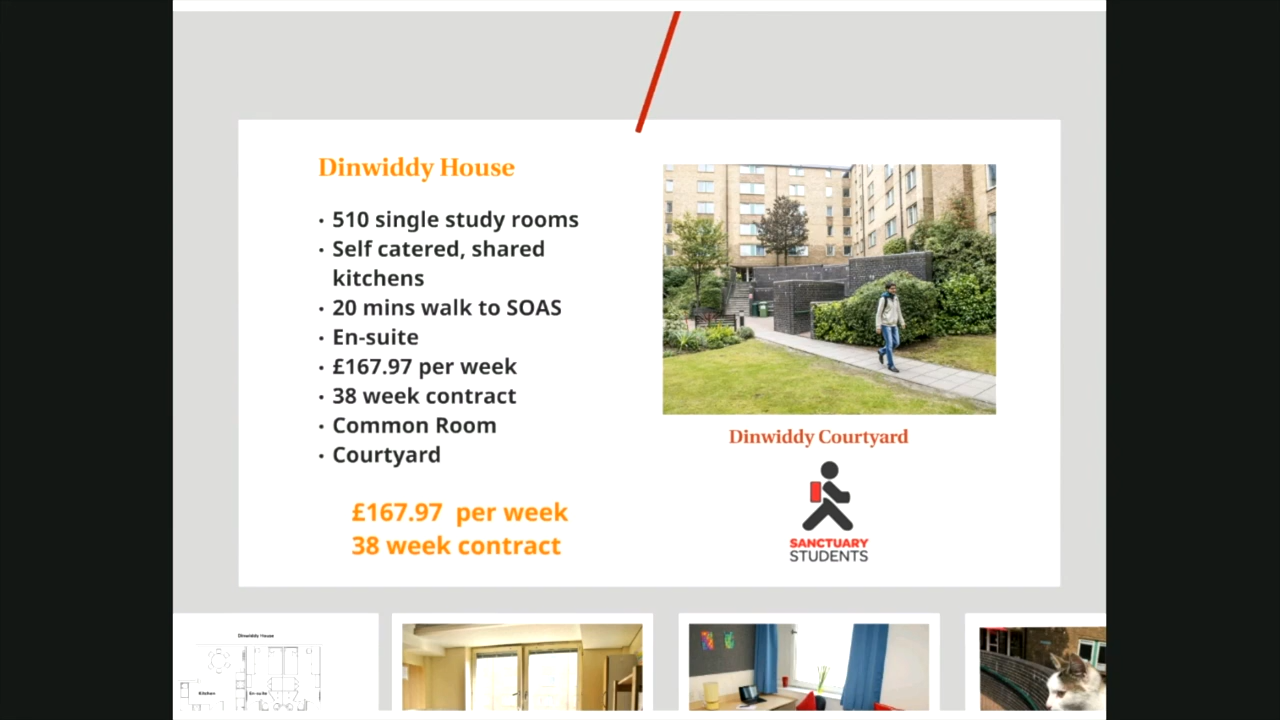 Dinwiddy House
• 510 single study rooms
• Self catered, shared
kitchens
• 20 mins walk to SOAS
• En-suite
• £167.97 per week
• 38 week contract
• Common Room
• Courtyard
£167.97 per week
38 week contract
Dinwiddy Courtyard
SANCTUARY
STUDENTS
Dinwiddy House
Kitchen
En-suite